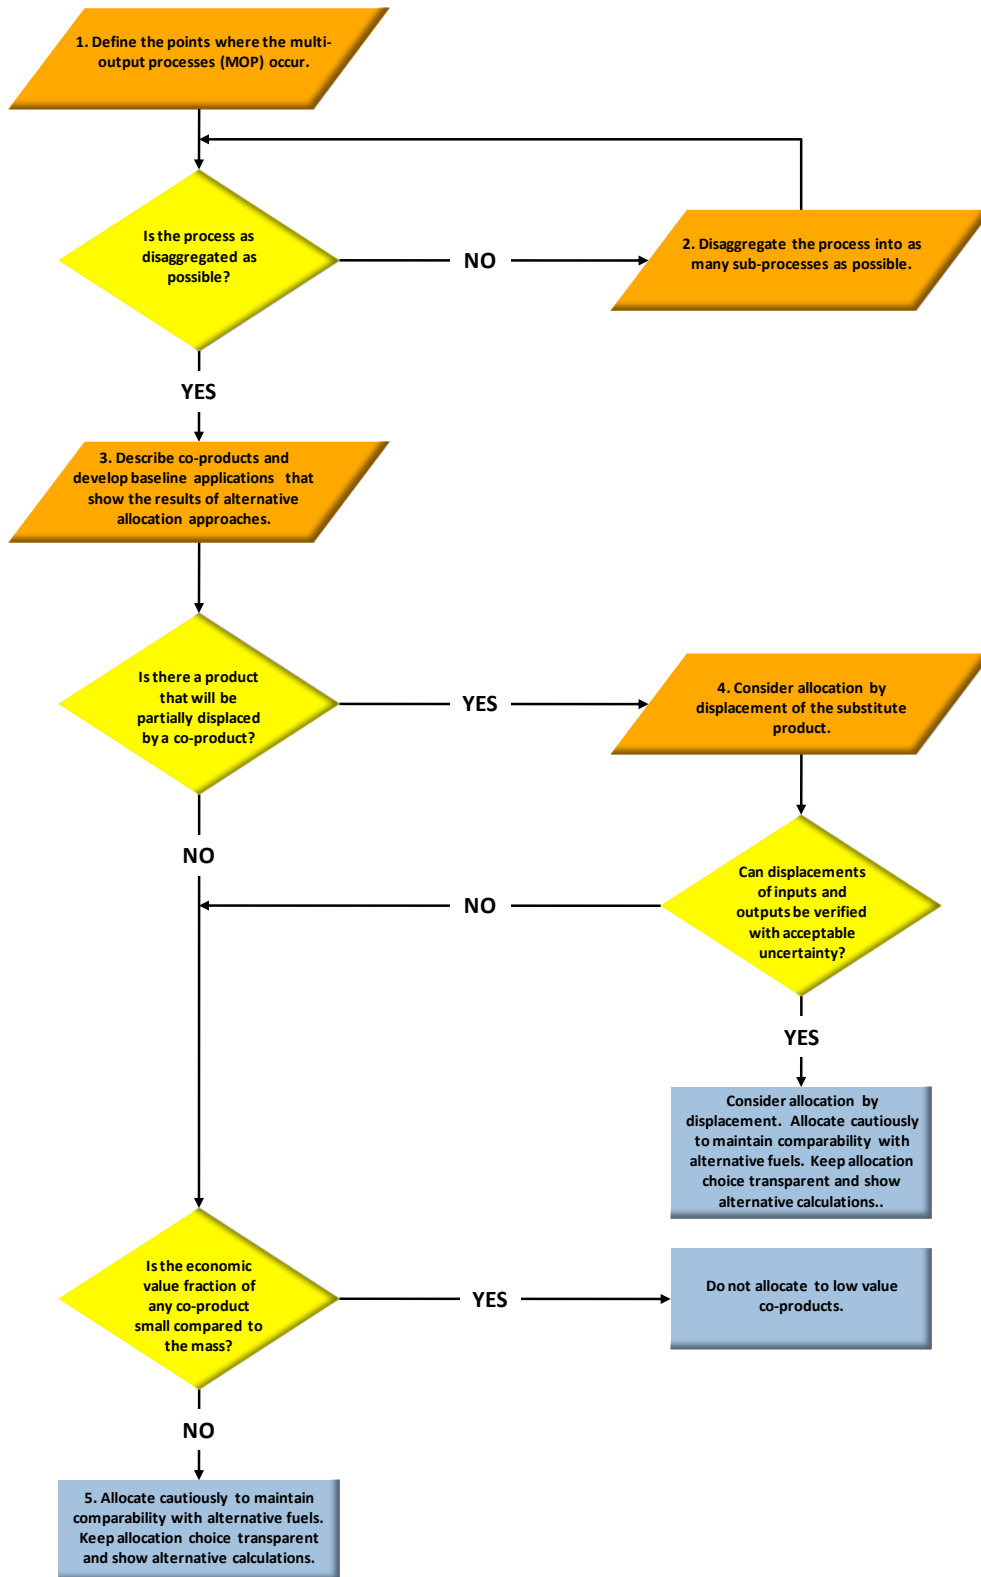 1. Define the points where the multi-
output processes (MOP) occur.
Is the process as
disaggregated as
possible?
NO
2. Disaggregate the process into as
many sub-processes as possible.
YES
3. Describe co-products and
develop baseline applications that
show the results of alternative
allocation approaches.
Is there a product
that will be
partially displaced
by a co-product?
YES
4. Consider allocation by
displacement of the substitute
product.
NO
Can displacements
of inputs and
outputs be verified
with acceptable
uncertainty?
NO
YES
Consider allocation by
displacement. Allocate cautiously
to maintain comparability with
alternative fuels. Keep allocation
choice transparent and show
alternative calculations..
Is the economic
value fraction of
any co-product
small compared to
the mass?
YES
Do not allocate to low value
co-products.
NO
5. Allocate cautiously to maintain
comparability with alternative fuels.
Keep allocation choice transparent
and show alternative calculations.